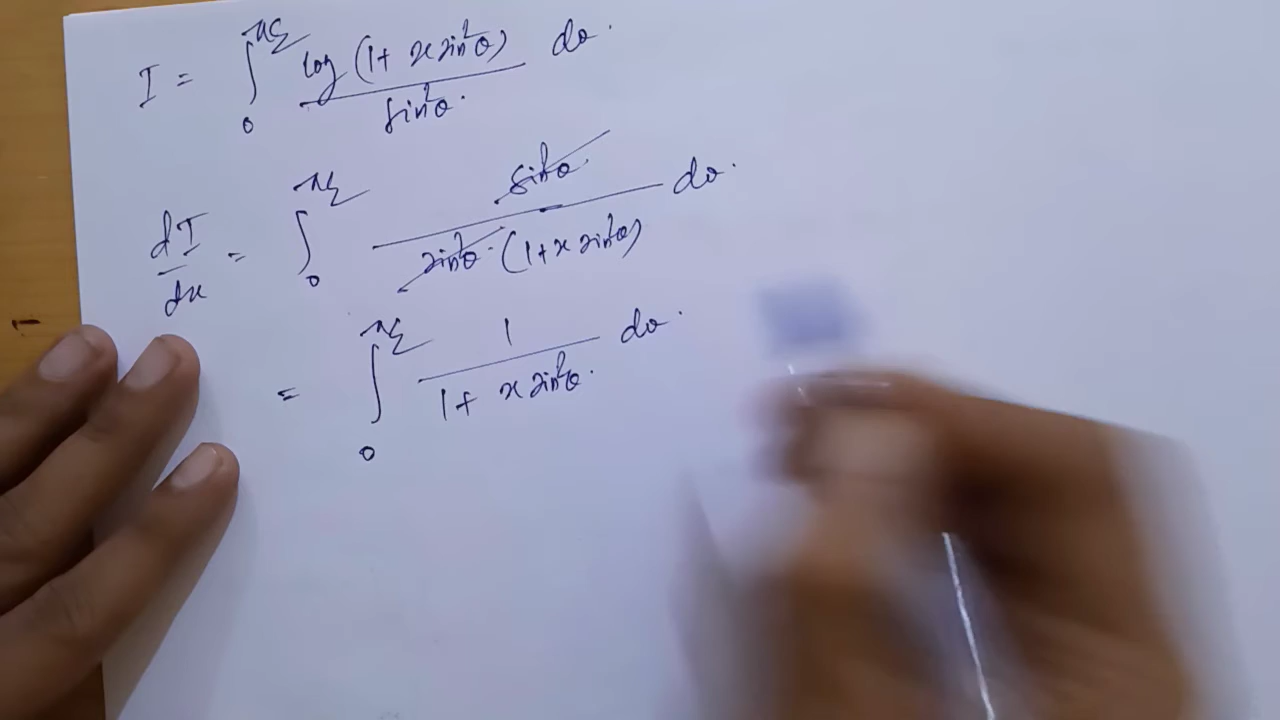 I = ∫₀^{π/2} log (1 + x sin²θ) / sin²θ dθ.
dI/dx = ∫₀^{π/2} sin²θ / sin²θ · (1 + x sin²θ) dθ.
= ∫₀^{π/2} 1 / 1 + x sin²θ dθ.